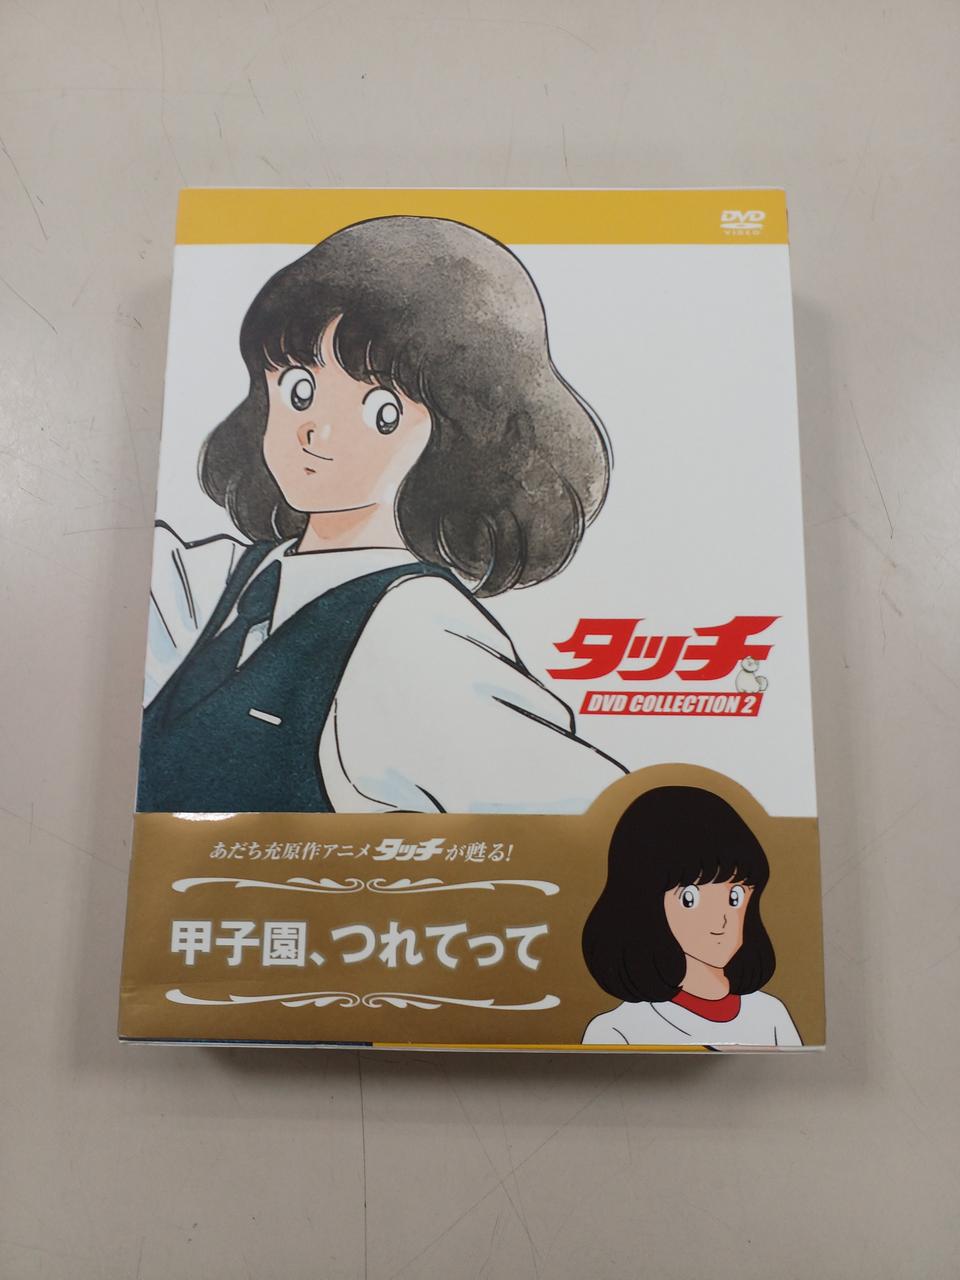 DVD
VIDEO
タッチ
DVD COLLECTION 2
あだち充原作アニメタッチが甦る!
甲子園、つれてって